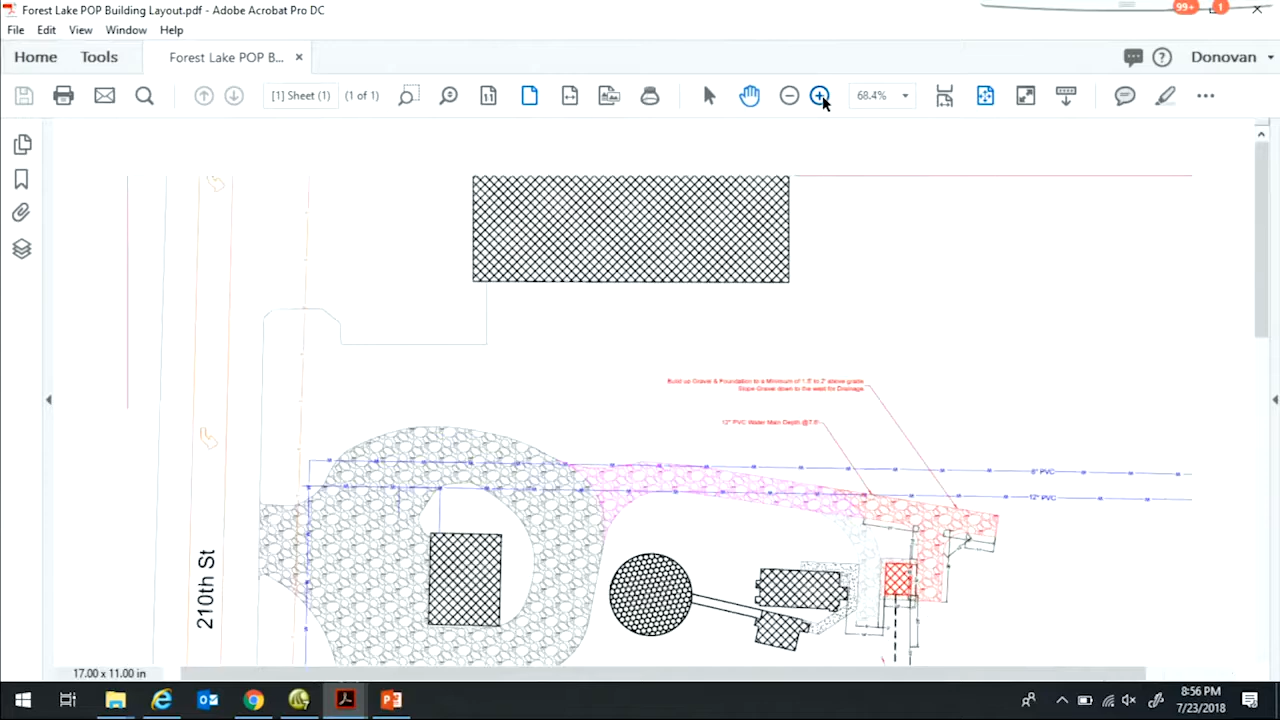 Forest Lake POP Building Layout.pdf - Adobe Acrobat Pro DC
99+
1
File Edit View Window Help
Home Tools Forest Lake POP B... ×
Donovan
[1] Sheet (1) (1 of 1) 68.4%
Build up Gravel & Foundation to a Minimum of 1.5' to 2' above grade
Slope Gravel down to the west for Drainage
12" PVC Water Main Depth @7.6'
8" PVC
12" PVC
210th St
17.00 x 11.00 in
8:56 PM
7/23/2018